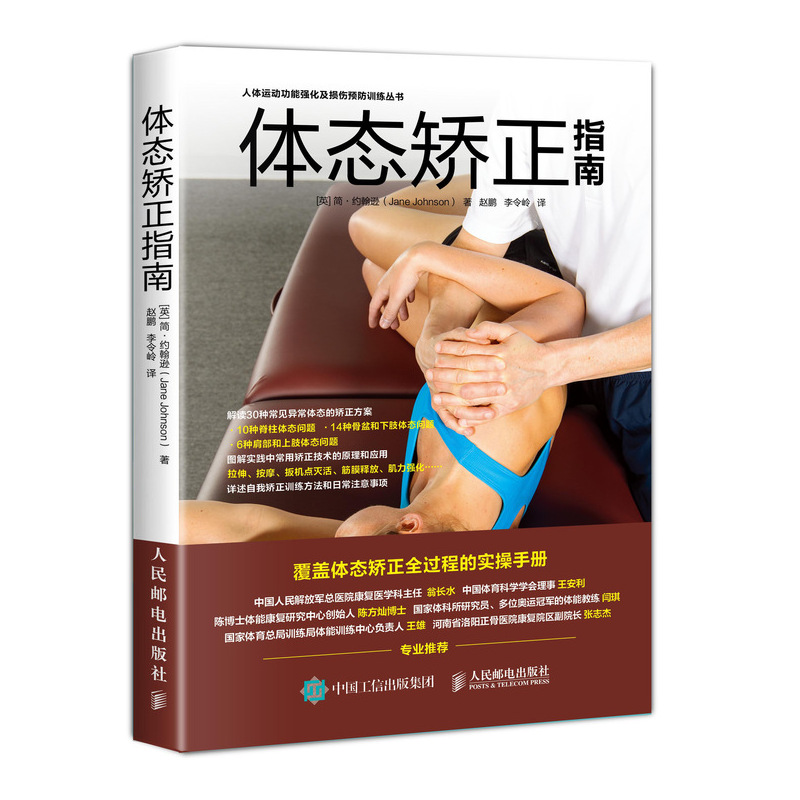 人体运动功能强化及损伤预防训练丛书
体态矫正指南
[英] 简·约翰逊（Jane Johnson） 著 赵鹏 李令岭 译
解读30种常见异常体态的矫正方案
·10种脊柱体态问题 ·14种骨盆和下肢体态问题
·6种肩部和上肢体态问题
图解实践中常用矫正技术的原理和应用
拉伸、按摩、扳机点灭活、筋膜释放、肌力强化……
详述自我矫正训练方法和日常注意事项
覆盖体态矫正全过程的实操手册
中国人民解放军总医院康复医学科主任 翁长水 中国体育科学学会理事 王安利
陈博士体能康复研究中心创始人 陈方灿博士 国家体科所研究员、多位奥运冠军的体能教练 闫琪
国家体育总局训练局体能训练中心负责人 王雄 河南省洛阳正骨医院康复院区副院长 张志杰
专业推荐
中国工信出版集团
人民邮电出版社
POSTS & TELECOM PRESS
体态矫正指南
[英] 简·约翰逊（Jane Johnson） 著
赵鹏 李令岭 译
人民邮电出版社